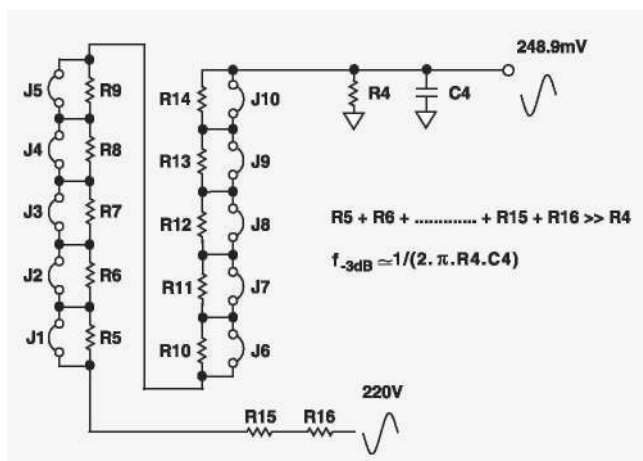 248.9mV
J5
R9
R14
J10
R4
C4
J4
R8
R13
J9
J3
R7
R12
J8
R5 + R6 + ............. + R15 + R16 >> R4
J2
R6
R11
J7
f-3dB ≃1/(2. π.R4.C4)
J1
R5
R10
J6
220V
R15
R16